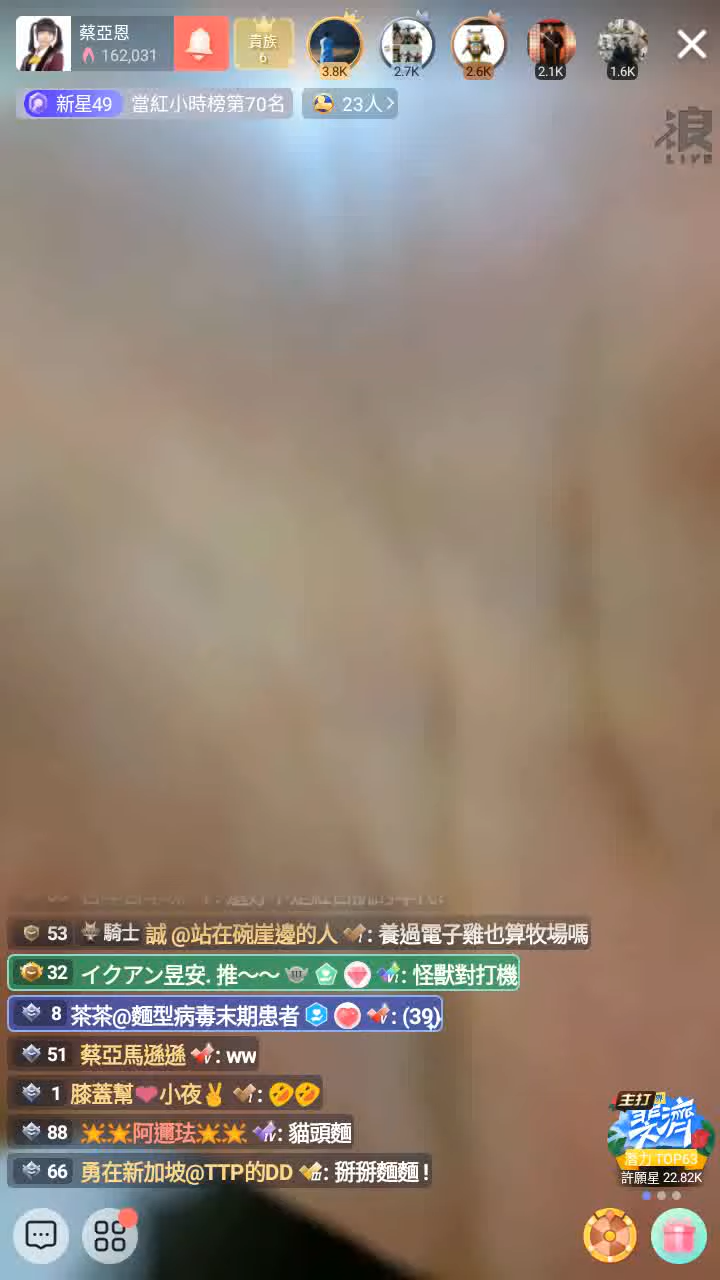 蔡亞恩
162,031
貴族
6
3.8K
2.7K
2.6K
2.1K
1.6K
新星49 當紅小時榜第70名
23人
浪
LIVE
53 騎士 誠@站在碗崖邊的人: 養過電子雞也算牧場嗎
32 イクアン昱安. 推～～: 怪獸對打機
8 茶茶@麵型病毒末期患者: (39)
51 蔡亞馬遜遜: ww
1 膝蓋幫❤小夜✌: 🤣🤣
88 🌟🌟阿邇珐🌟🌟 IV: 貓頭麵
66 勇在新加坡@TTP的DD: 掰掰麵麵!
主打
潛力 TOP63
許願星 22.82K